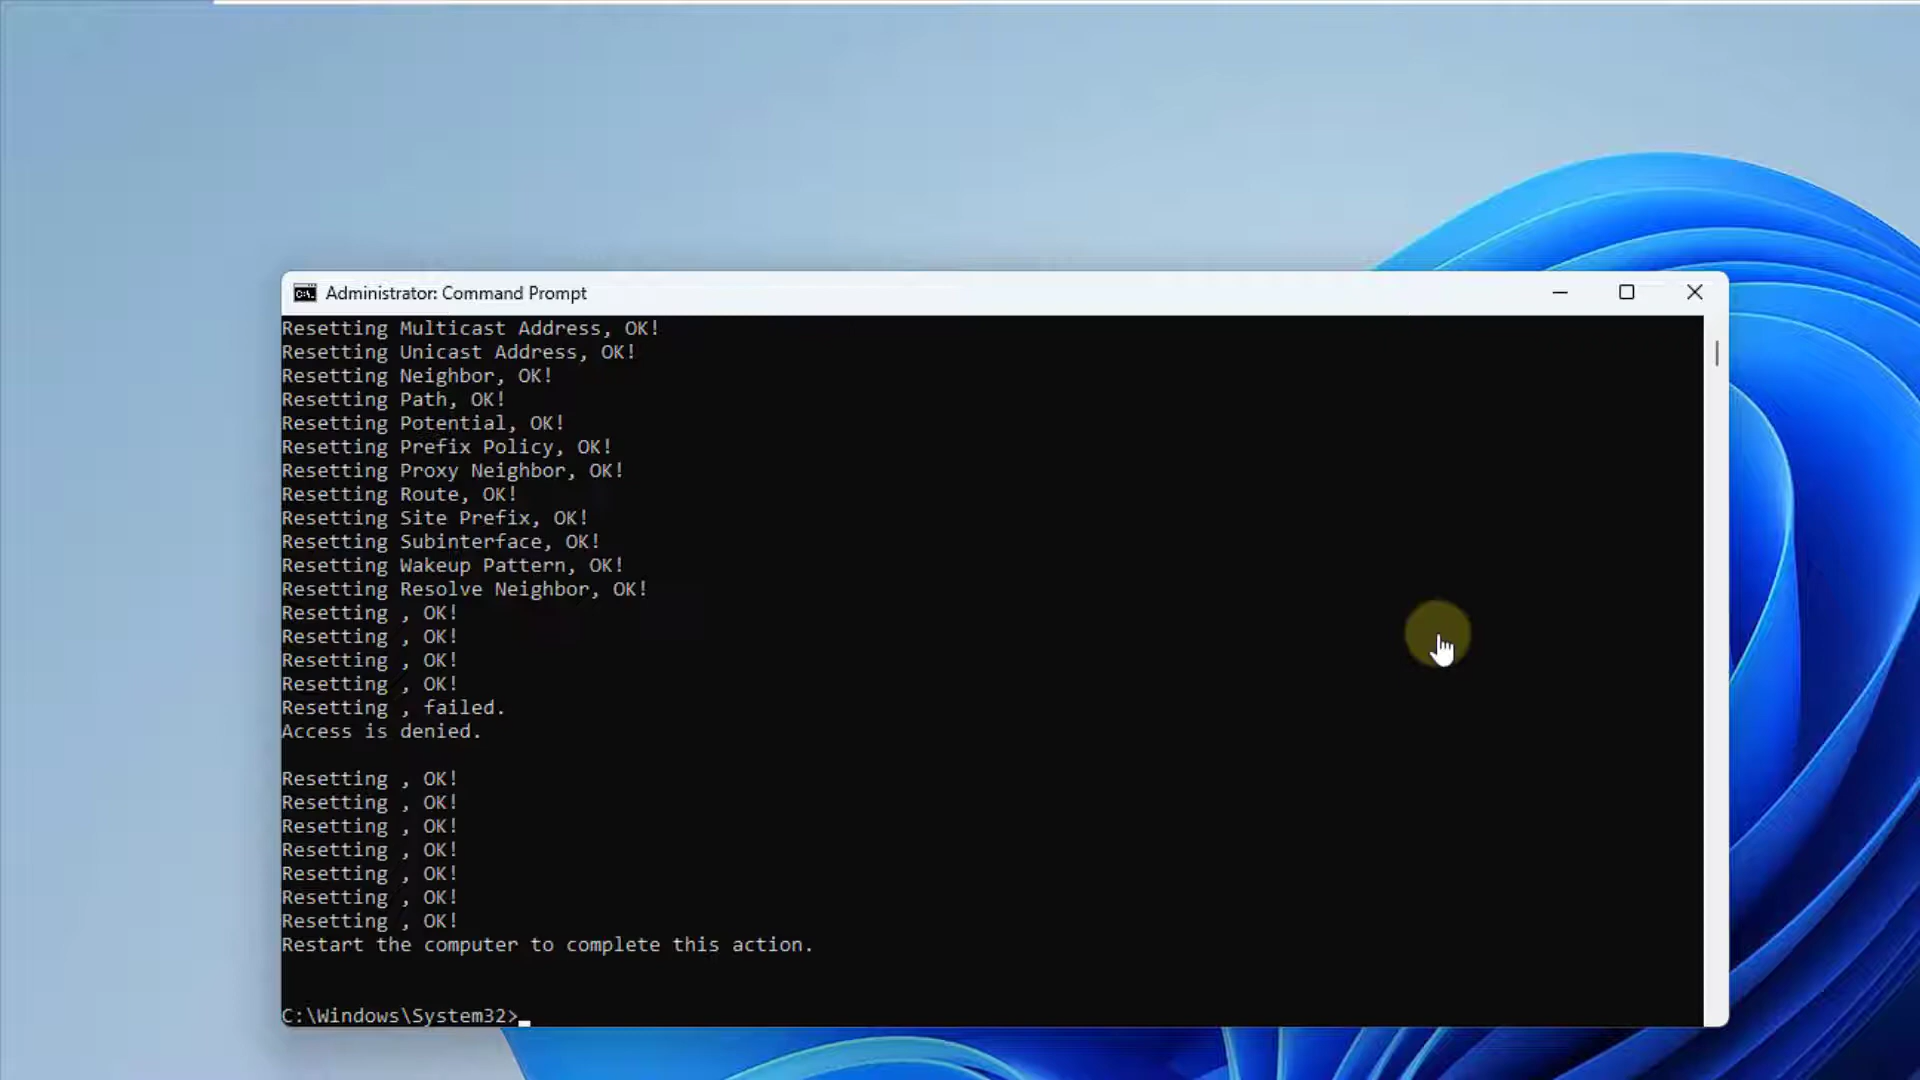 Administrator: Command Prompt
Resetting Multicast Address, OK!
Resetting Unicast Address, OK!
Resetting Neighbor, OK!
Resetting Path, OK!
Resetting Potential, OK!
Resetting Prefix Policy, OK!
Resetting Proxy Neighbor, OK!
Resetting Route, OK!
Resetting Site Prefix, OK!
Resetting Subinterface, OK!
Resetting Wakeup Pattern, OK!
Resetting Resolve Neighbor, OK!
Resetting , OK!
Resetting , OK!
Resetting , OK!
Resetting , OK!
Resetting , failed.
Access is denied.
Resetting , OK!
Resetting , OK!
Resetting , OK!
Resetting , OK!
Resetting , OK!
Resetting , OK!
Resetting , OK!
Restart the computer to complete this action.
C:\Windows\System32>